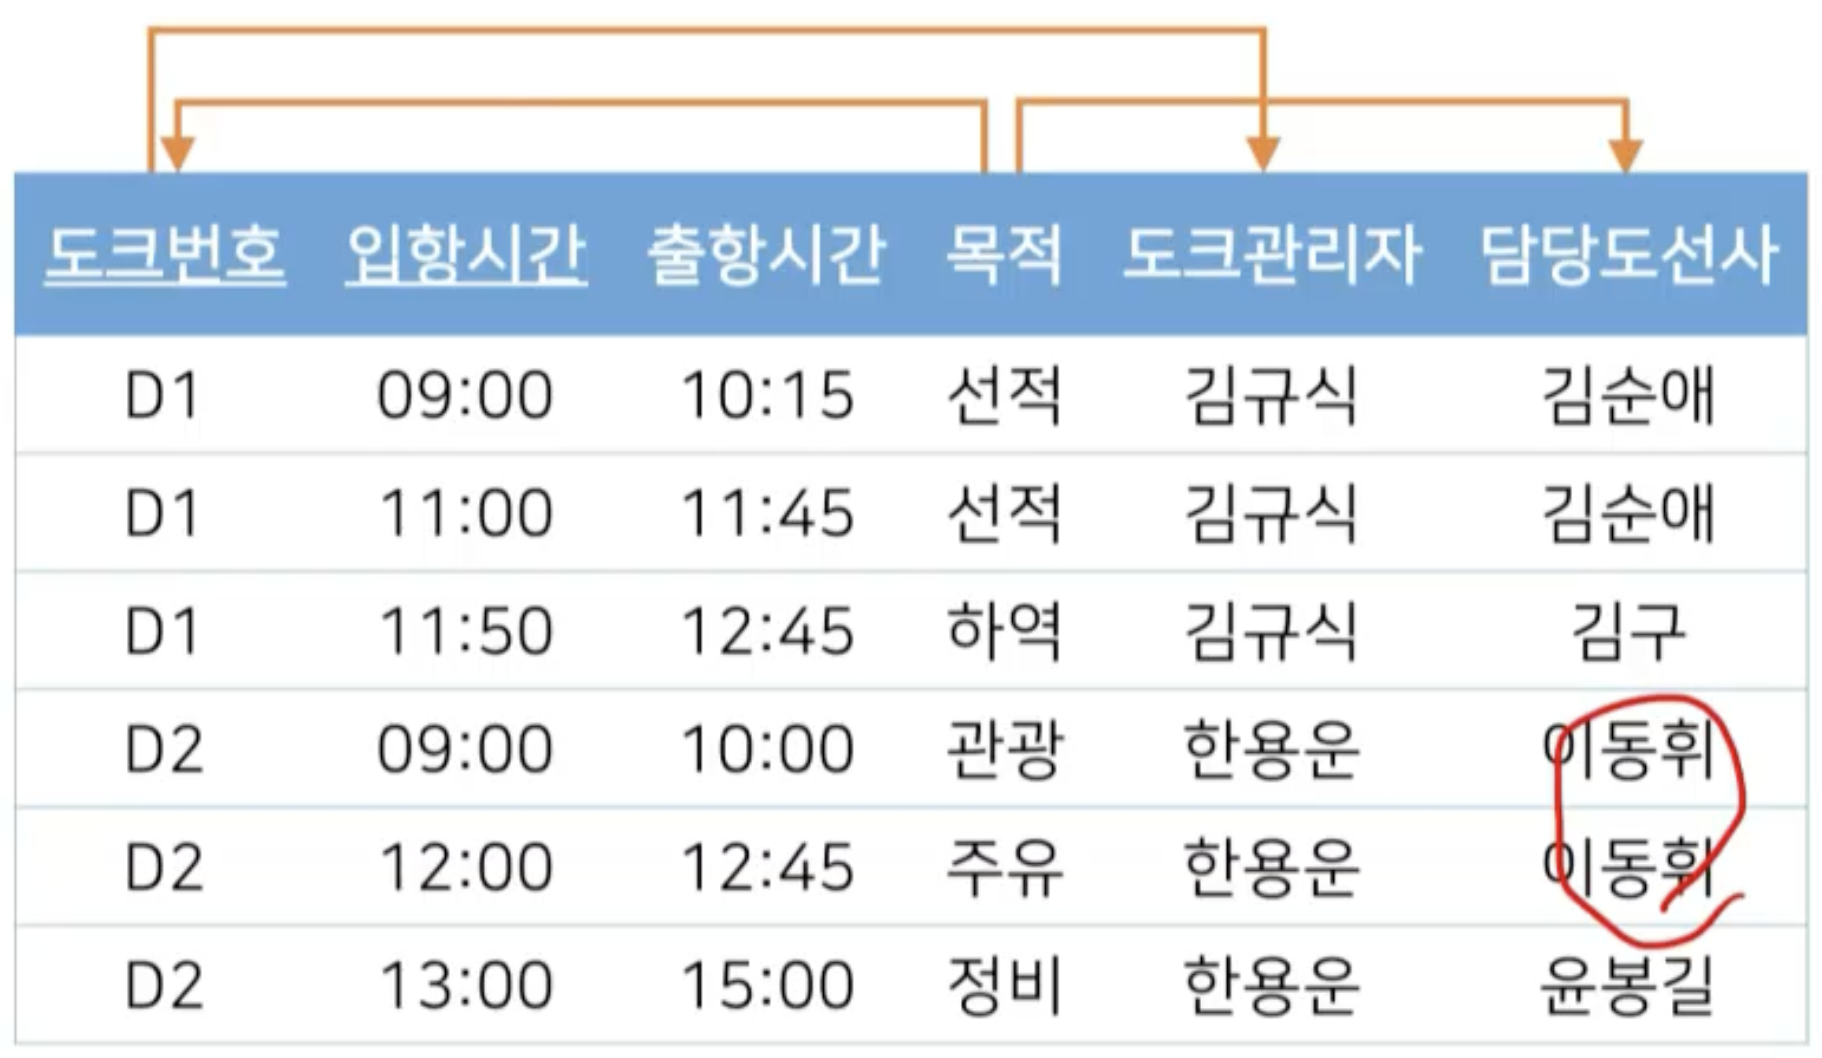 도크번호 입항시간 출항시간 목적 도크관리자 담당도선사
D1 09:00 10:15 선적 김규식 김순애
D1 11:00 11:45 선적 김규식 김순애
D1 11:50 12:45 하역 김규식 김구
D2 09:00 10:00 관광 한용운 이동휘
D2 12:00 12:45 주유 한용운 이동휘
D2 13:00 15:00 정비 한용운 윤봉길